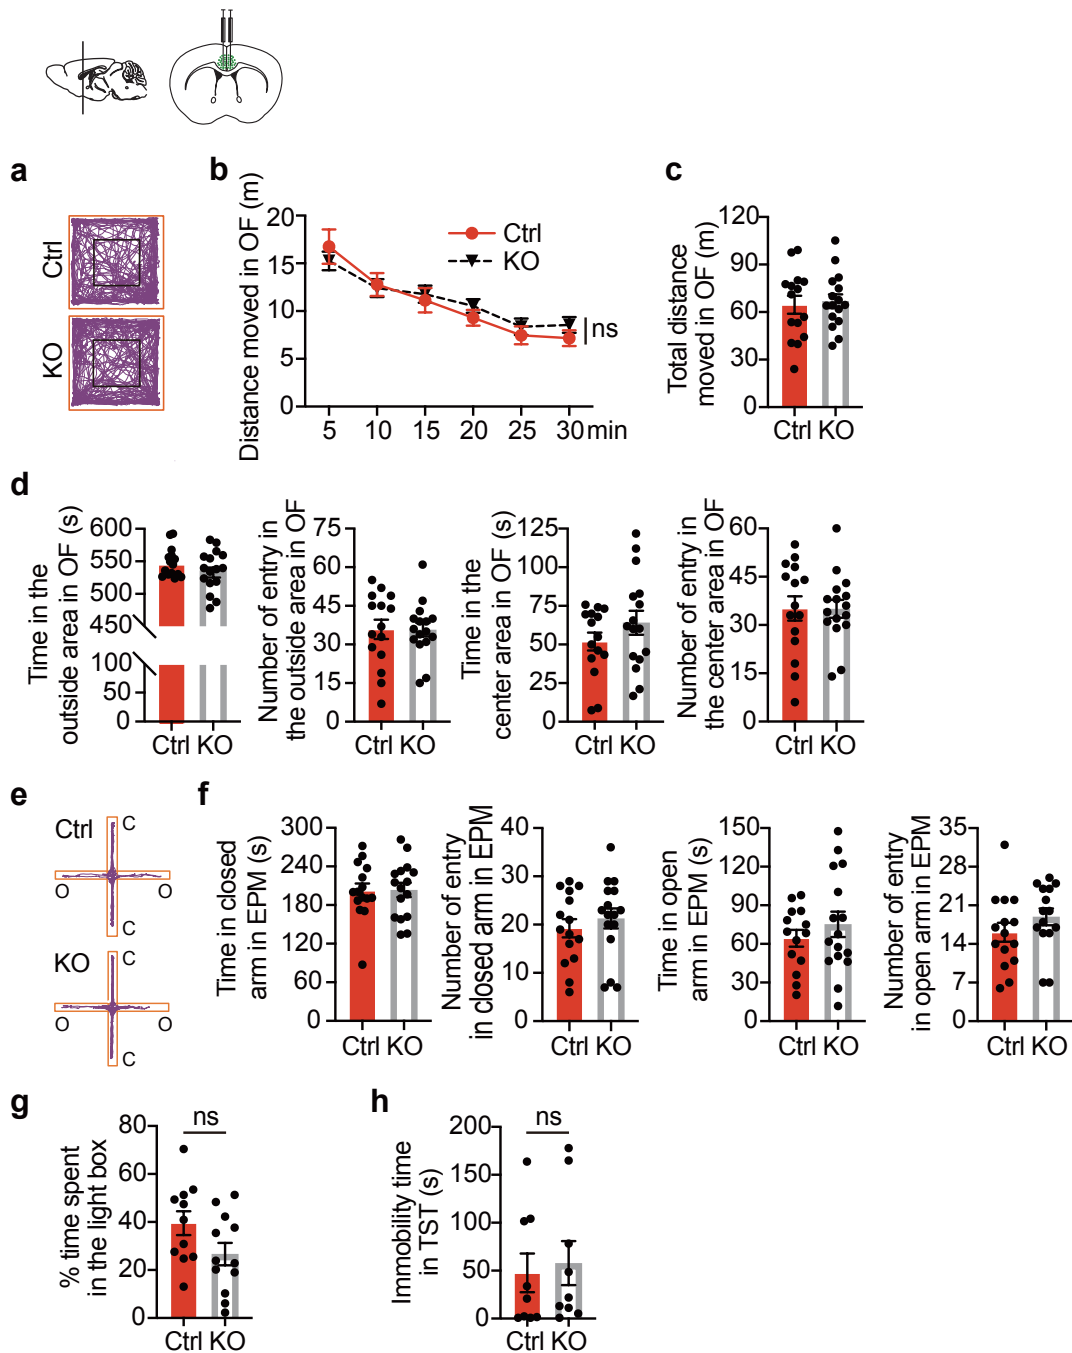 a
Ctrl
KO
b
Distance moved in OF (m)
20
15
10
5
0
Ctrl
KO
ns
5 10 15 20 25 30 min
c
Total distance
moved in OF (m)
120
90
60
30
0
Ctrl KO
d
Time in the
outside area in OF (s)
600
550
500
450
100
50
0
Ctrl KO
Number of entry in
the outside area in OF
75
60
45
30
15
0
Ctrl KO
Time in the
center area in OF (s)
125
100
75
50
25
0
Ctrl KO
Number of entry in
the center area in OF
60
45
30
15
0
Ctrl KO
e
Ctrl
C
O O
C
KO
C
O O
C
f
Time in closed
arm in EPM (s)
300
240
180
120
60
0
Ctrl KO
Number of entry
in closed arm in EPM
40
30
20
10
0
Ctrl KO
Time in open
arm in EPM (s)
150
120
90
60
30
0
Ctrl KO
Number of entry
in open arm in EPM
35
28
21
14
7
0
Ctrl KO
g
% time spent
in the light box
80
60
40
20
0
ns
Ctrl KO
h
Immobility time
in TST (s)
200
150
100
50
0
ns
Ctrl KO